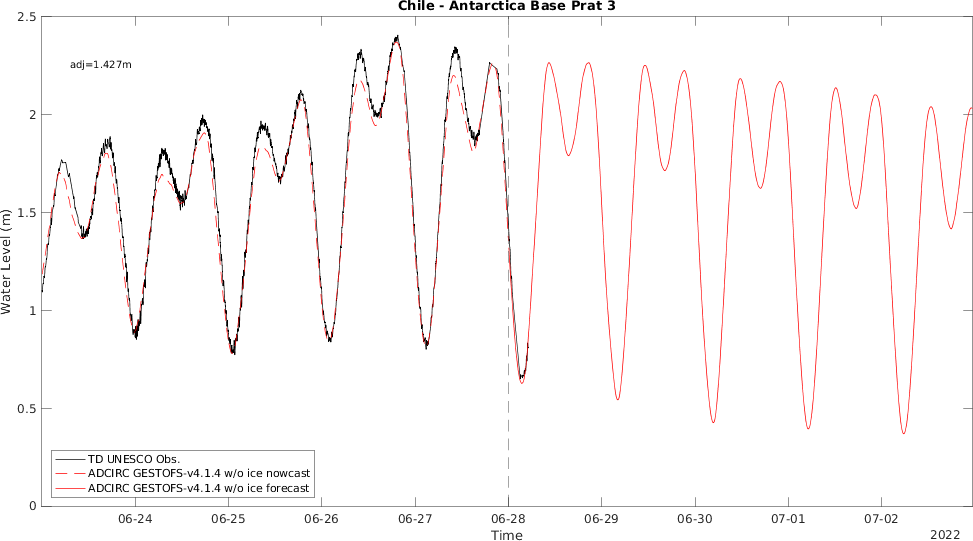 Chile - Antarctica Base Prat 3
2.5
adj=1.427m
2
1.5
Water Level (m)
1
0.5
TD UNESCO Obs.
ADCIRC GESTOFS-v4.1.4 w/o ice nowcast
ADCIRC GESTOFS-v4.1.4 w/o ice forecast
0
06-24 06-25 06-26 06-27 06-28 06-29 06-30 07-01 07-02
Time
2022